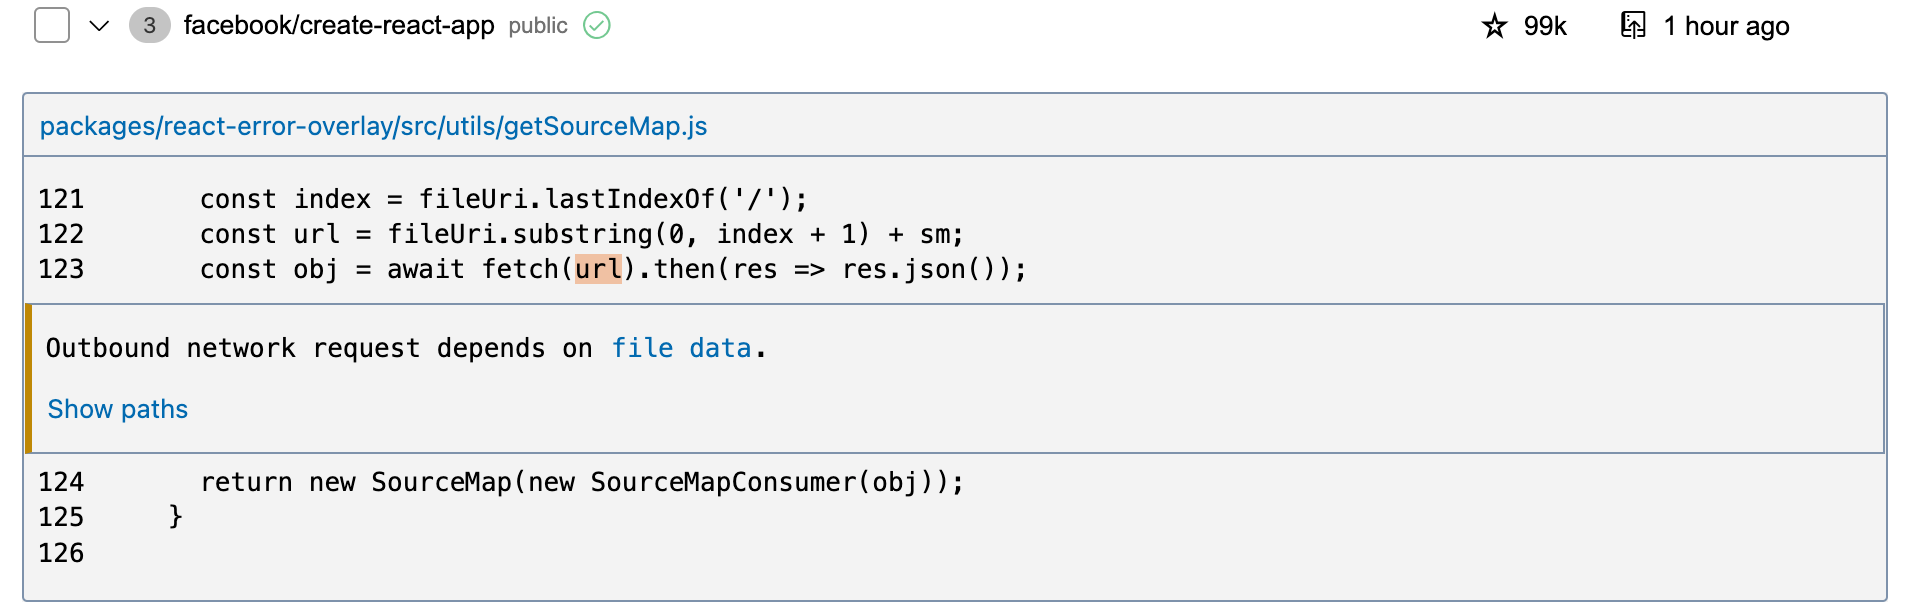 3 facebook/create-react-app public 99k 1 hour ago
packages/react-error-overlay/src/utils/getSourceMap.js
121 const index = fileUri.lastIndexOf('/');
122 const url = fileUri.substring(0, index + 1) + sm;
123 const obj = await fetch(url).then(res => res.json());
Outbound network request depends on file data.
Show paths
124 return new SourceMap(new SourceMapConsumer(obj));
125 }
126